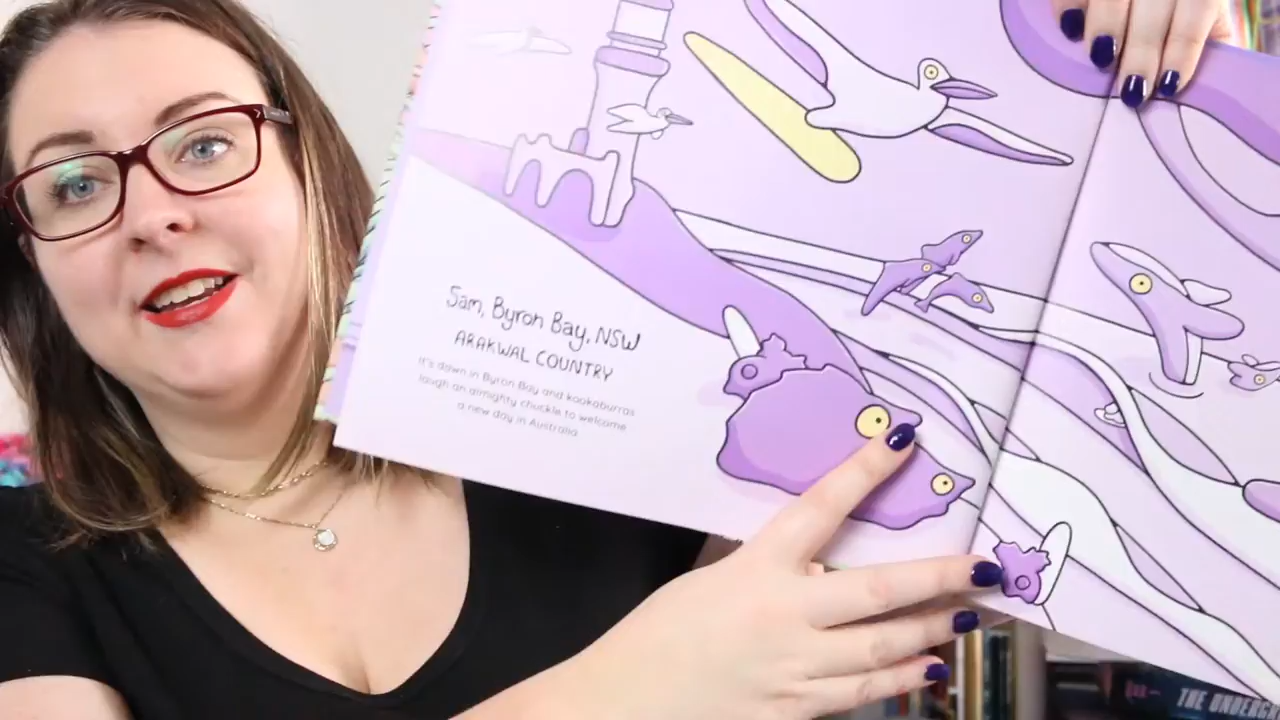 Sam, Byron Bay, NSW
ARAKWAL COUNTRY
It's dawn in Byron Bay and kookaburras
laugh an almighty chuckle to welcome
a new day in Australia
THE UNDERG